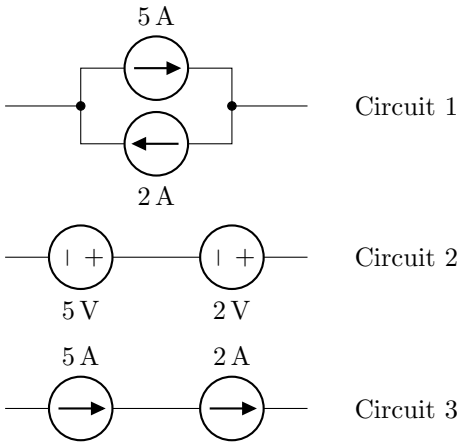 5 A
Circuit 1
2 A
Circuit 2
5 V 2 V
5 A 2 A
Circuit 3